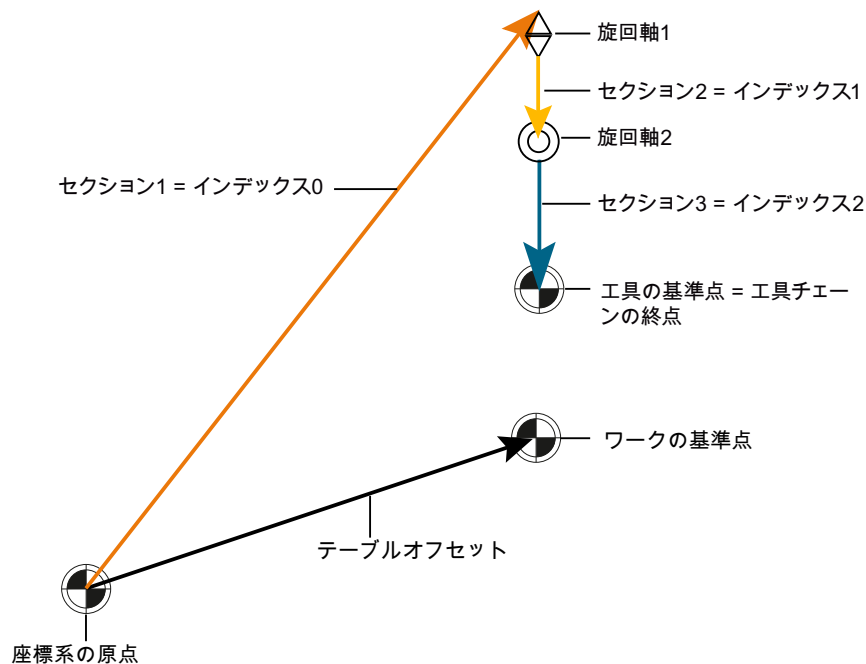 旋回軸1
セクション2 = インデックス1
旋回軸2
セクション1 = インデックス0
セクション3 = インデックス2
工具の基準点 = 工具チェー
ンの終点
ワークの基準点
テーブルオフセット
座標系の原点